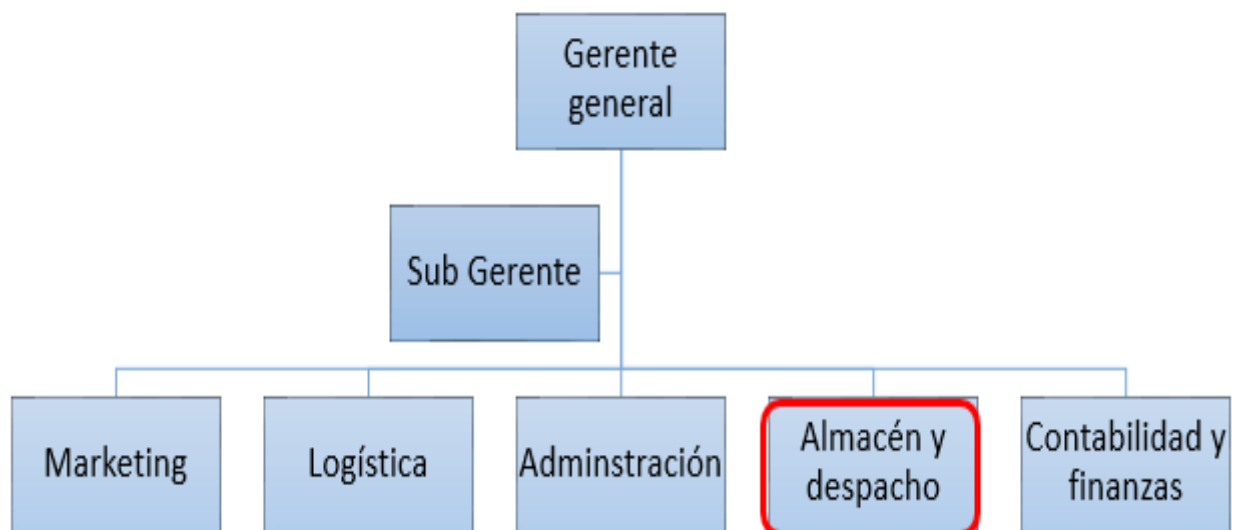 Gerente
general
Sub Gerente
Marketing
Logística
Adminstración
Almacén y
despacho
Contabilidad y
finanzas